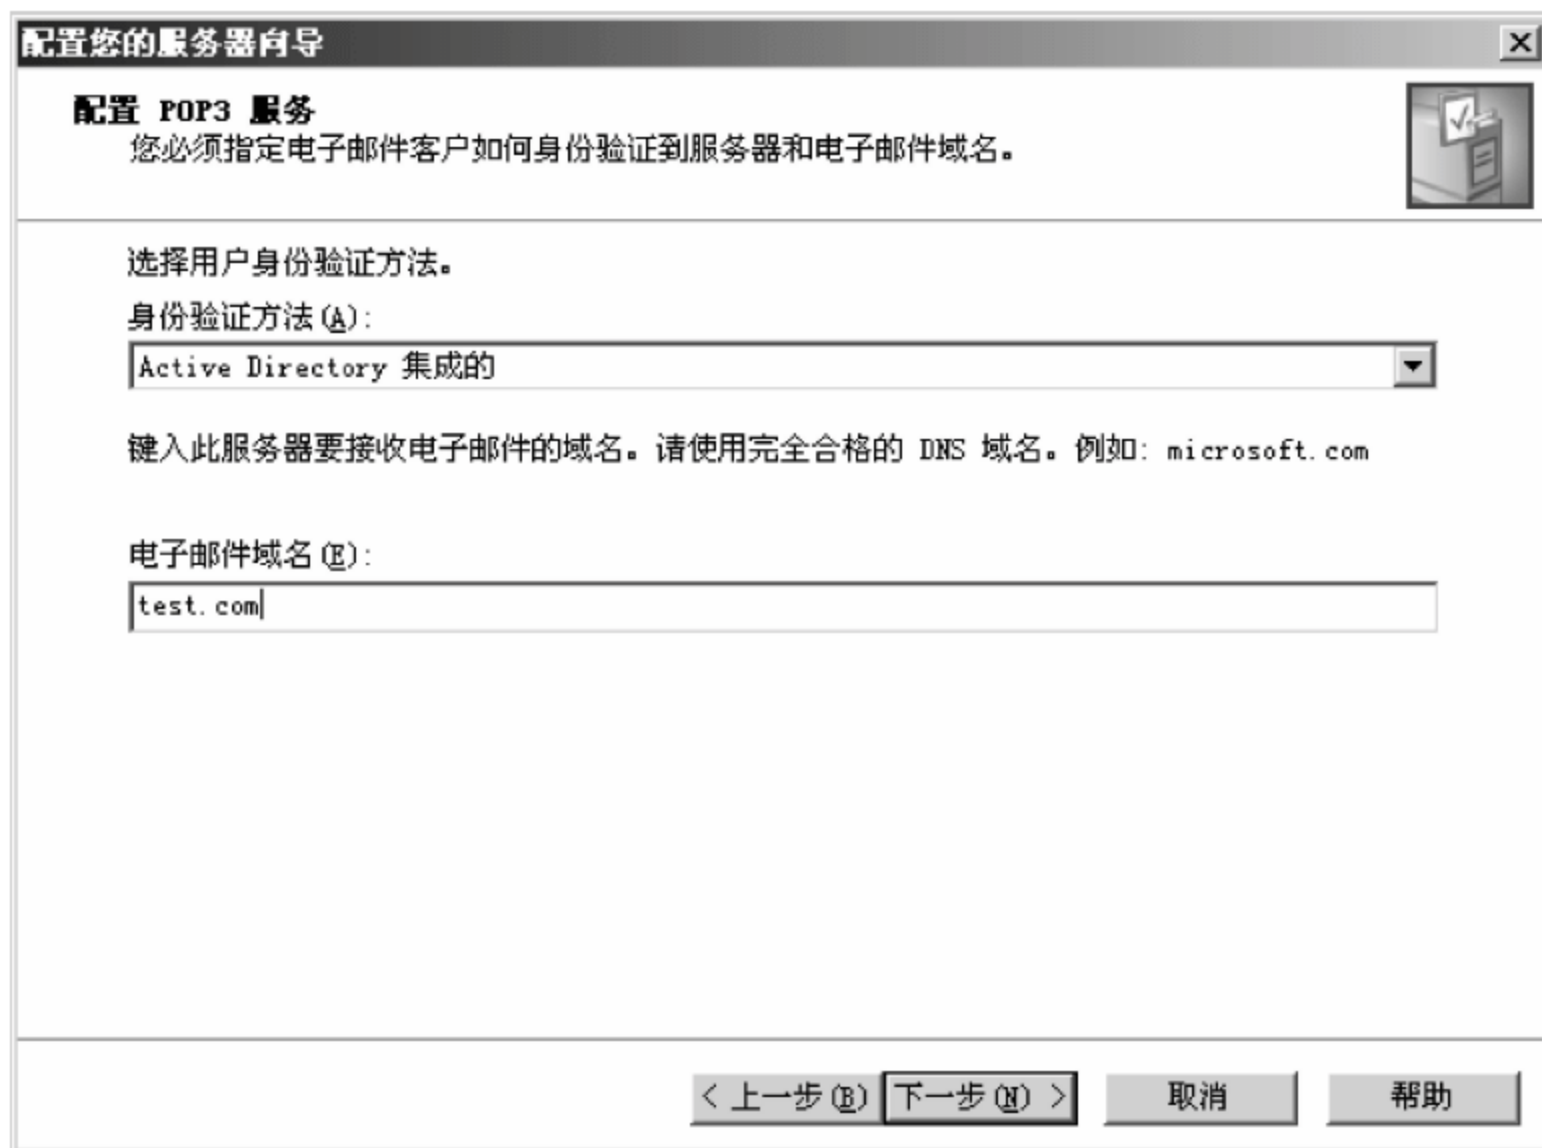 配置您的服务器向导
配置 POP3 服务
您必须指定电子邮件客户如何身份验证到服务器和电子邮件域名。
选择用户身份验证方法。
身份验证方法(A):
Active Directory 集成的
键入此服务器要接收电子邮件的域名。请使用完全合格的 DNS 域名。例如: microsoft.com
电子邮件域名(E):
test.com
< 上一步(B) 下一步(N) > 取消 帮助